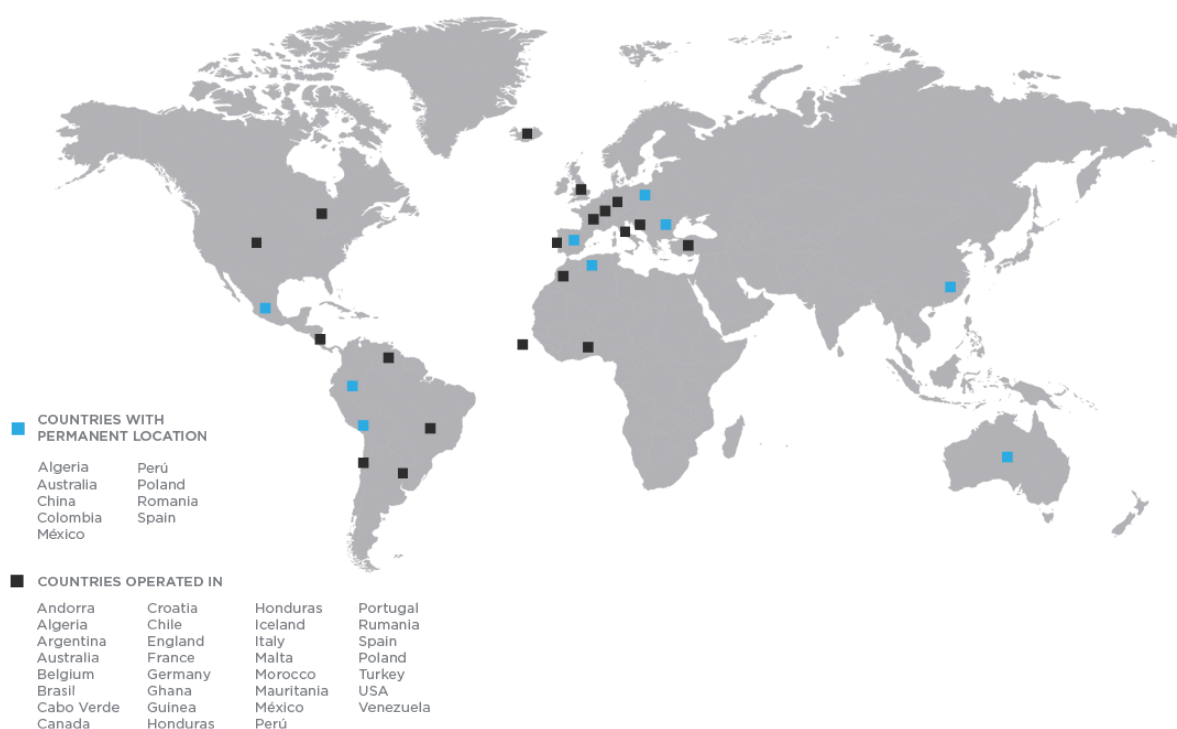 COUNTRIES WITH
PERMANENT LOCATION
Algeria
Australia
China
Colombia
México
Perú
Poland
Romania
Spain
COUNTRIES OPERATED IN
Andorra
Algeria
Argentina
Australia
Belgium
Brasil
Cabo Verde
Canada
Croatia
Chile
England
France
Germany
Ghana
Guinea
Honduras
Honduras
Iceland
Italy
Malta
Morocco
Mauritania
México
Perú
Portugal
Rumania
Spain
Poland
Turkey
USA
Venezuela